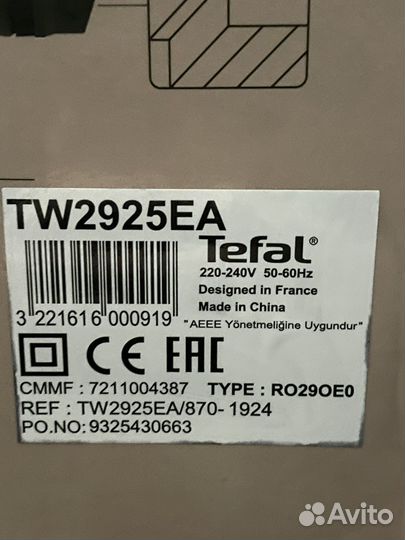 TW2925EA
Tefal®
220-240V 50-60Hz
Designed in France
Made in China
3 221616 000919
"AEEE Yönetmeliğine Uygundur"
CE EAC
CMMF : 7211004387 TYPE : RO29OE0
REF : TW2925EA/870- 1924
PO.NO: 9325430663
Avito